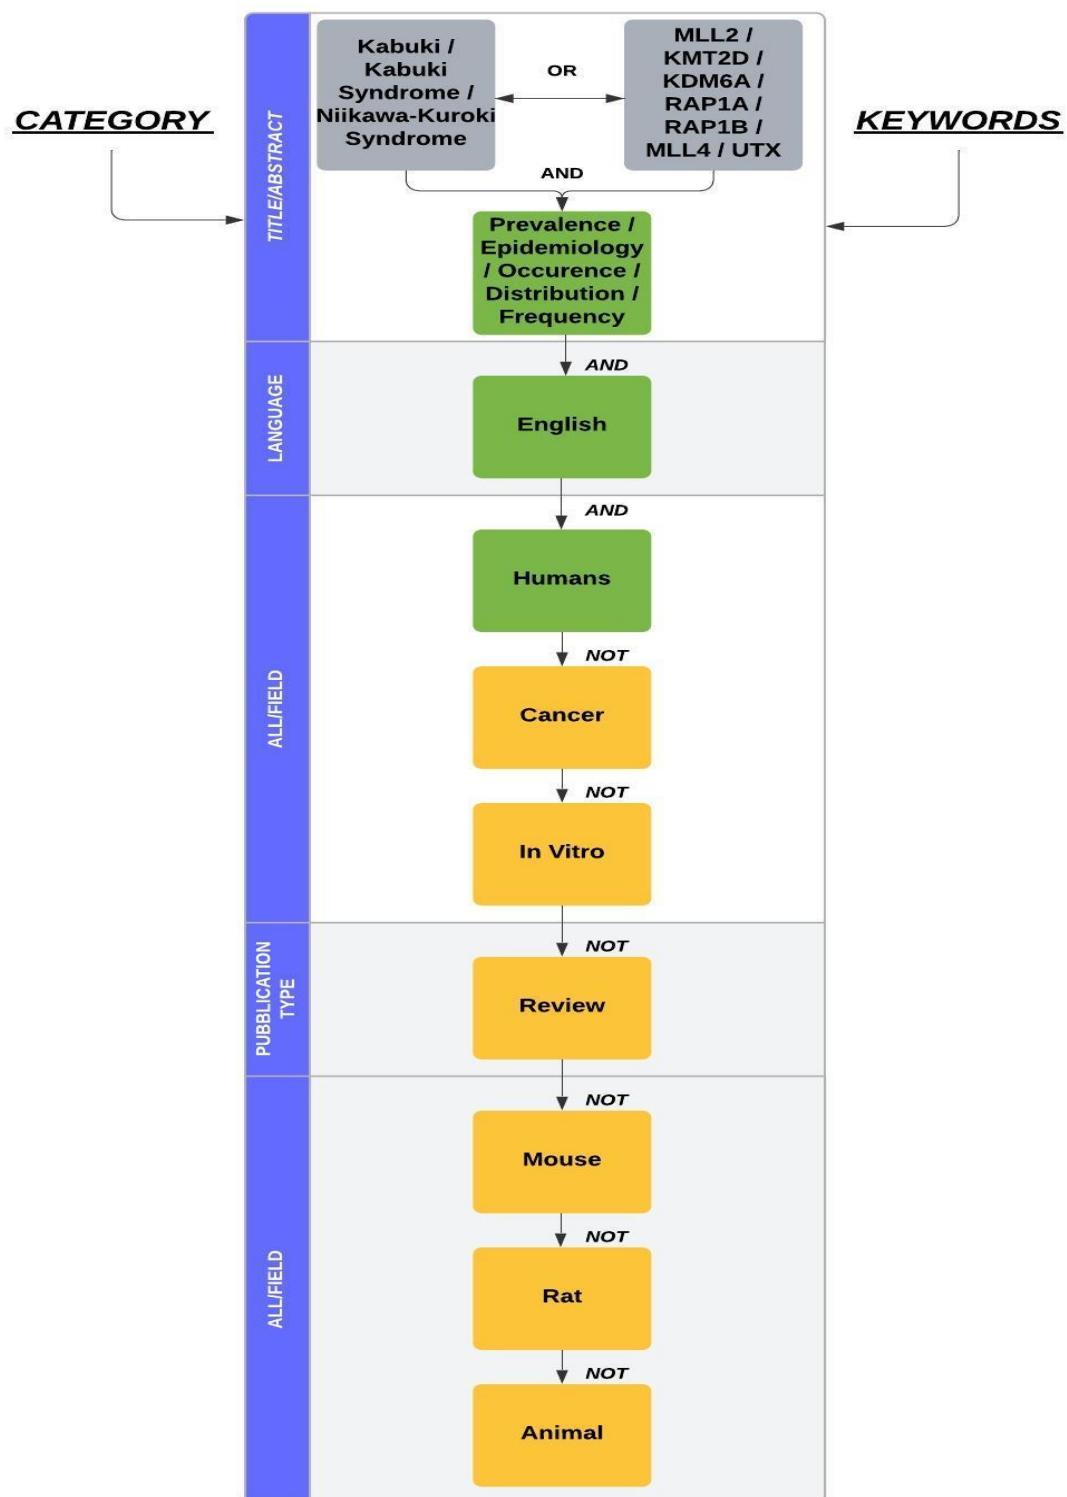 CATEGORY
KEYWORDS
TITLE/ABSTRACT
Kabuki /
Kabuki
Syndrome /
Niikawa-Kuroki
Syndrome
OR
MLL2 /
KMT2D /
KDM6A /
RAP1A /
RAP1B /
MLL4 / UTX
AND
Prevalence /
Epidemiology
/ Occurence /
Distribution /
Frequency
LANGUAGE
AND
English
ALL/FIELD
AND
Humans
NOT
Cancer
NOT
In Vitro
PUBBLICATION
TYPE
NOT
Review
ALL/FIELD
NOT
Mouse
NOT
Rat
NOT
Animal